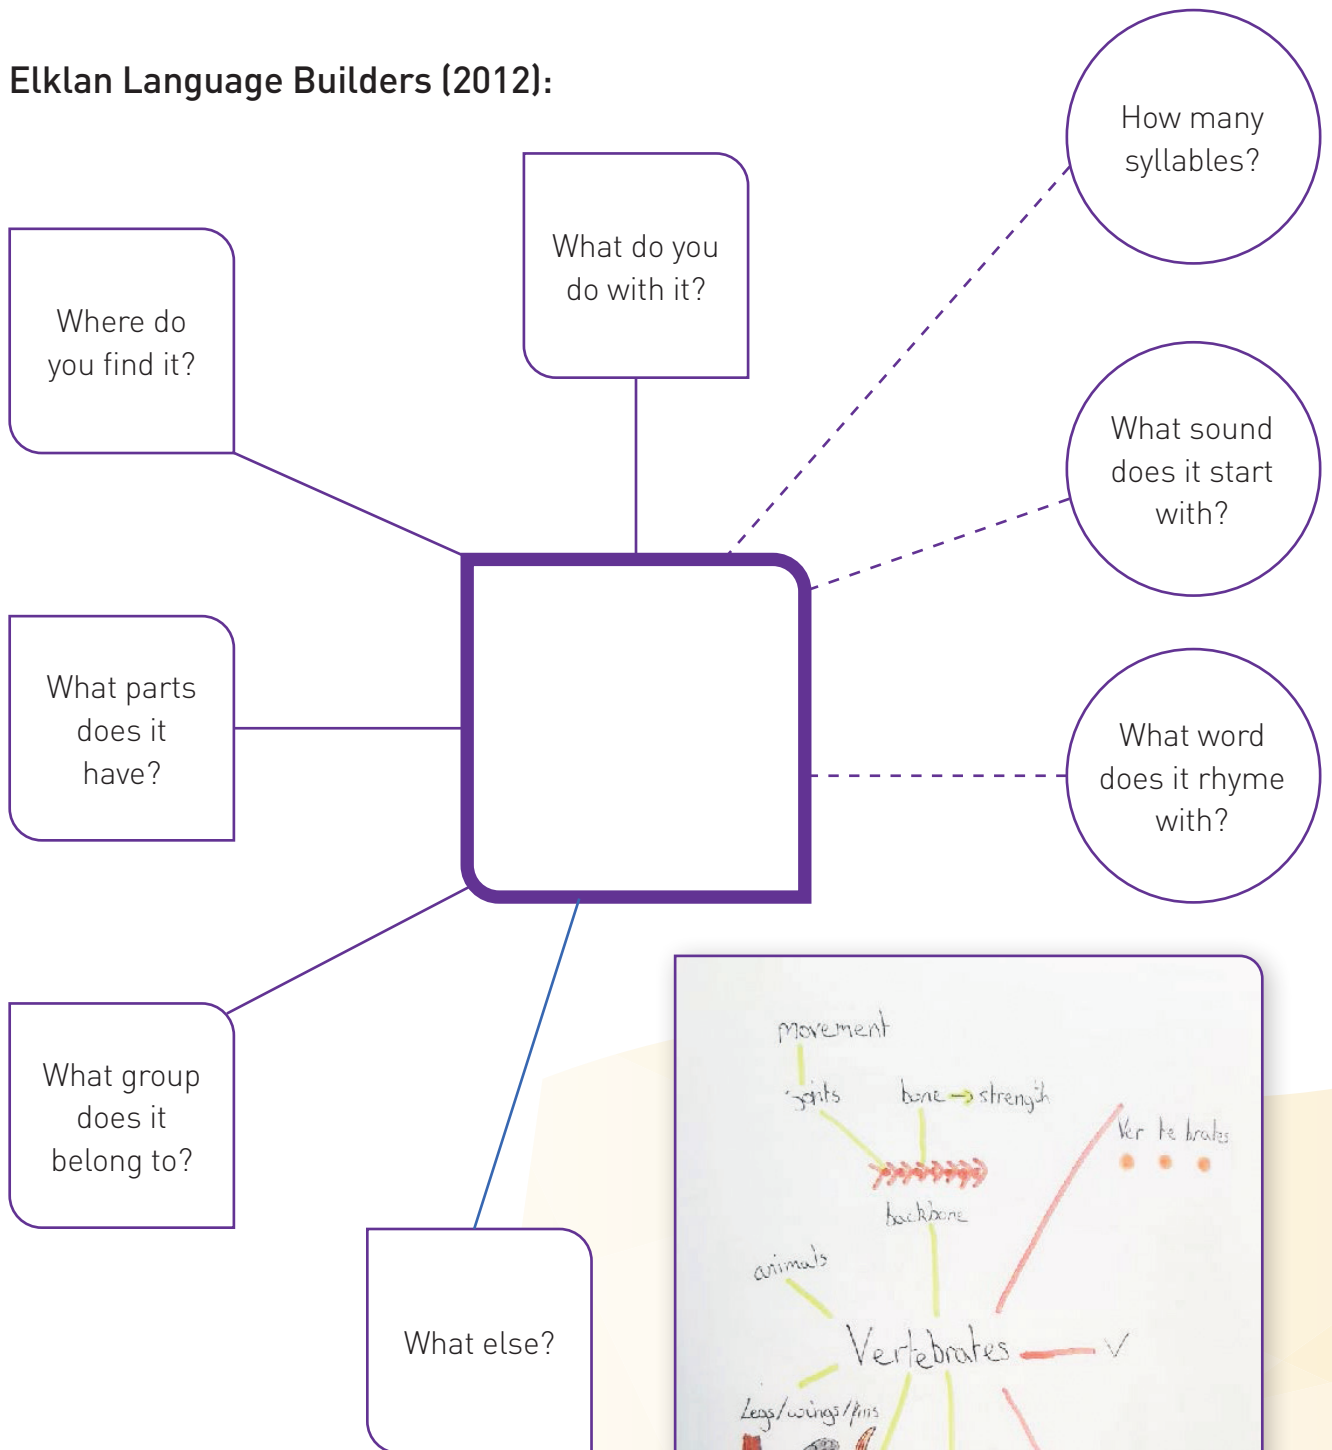 Elklan Language Builders (2012):
How many
syllables?
What do you
do with it?
Where do
you find it?
What sound
does it start
with?
What parts
does it
have?
What word
does it rhyme
with?
What group
does it
belong to?
What else?
movement
joints
bone → strength
Ver te brates
backbone
animals
Vertebrates
V
Legs/wings/fins